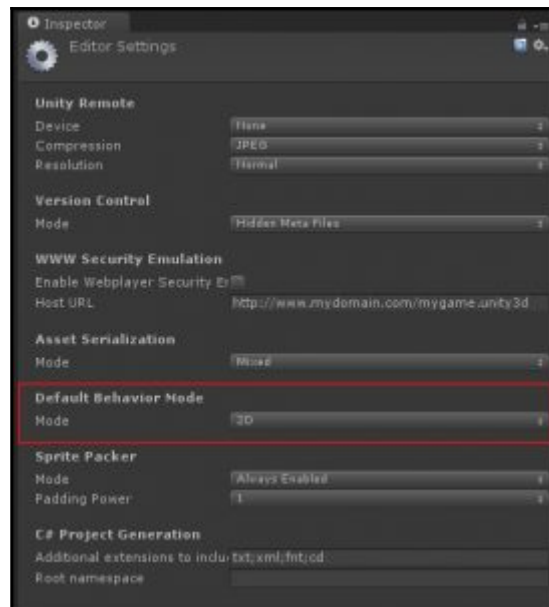 Inspector
Editor Settings
Unity Remote
Device None
Compression JPEG
Resolution Normal
Version Control
Mode Hidden Meta Files
WWW Security Emulation
Enable Webplayer Security E
Host URL http://www.mydomain.com/mygame.unity3d
Asset Serialization
Mode Mixed
Default Behavior Mode
Mode 2D
Sprite Packer
Mode Always Enabled
Padding Power 1
C# Project Generation
Additional extensions to inclu txt;xml;fnt;cd
Root namespace